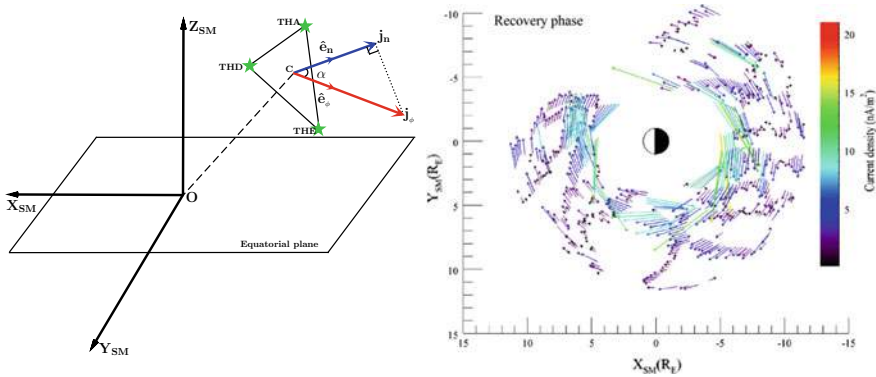 Z_SM
THA
ê_n
j_n
THD
C
α
ê_ϕ
j_ϕ
THE
O
X_SM
Equatorial plane
Y_SM
Recovery phase
-10
-5
0
5
10
15
Y_SM(R_E)
15
10
5
0
-5
-10
-15
X_SM(R_E)
20
15
10
5
Current density (nA/m²)